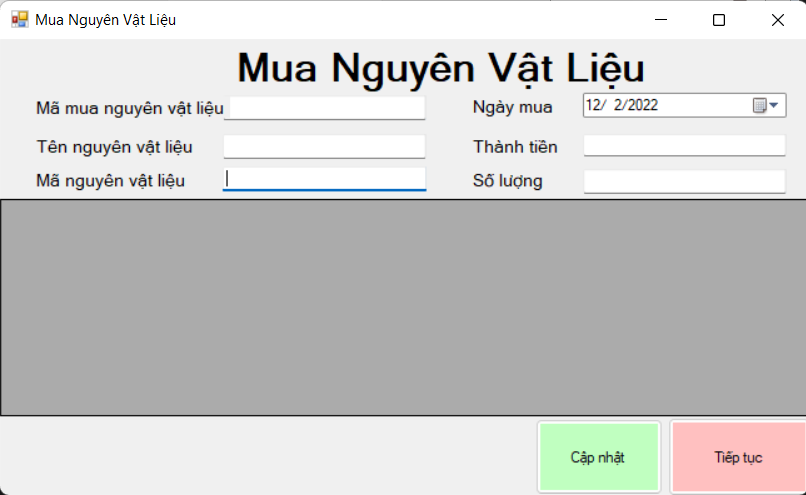 Mua Nguyên Vật Liệu
Mua Nguyên Vật Liệu
Mã mua nguyên vật liệu
Ngày mua
12/ 2/2022
Tên nguyên vật liệu
Thành tiền
Mã nguyên vật liệu
Số lượng
Cập nhật
Tiếp tục